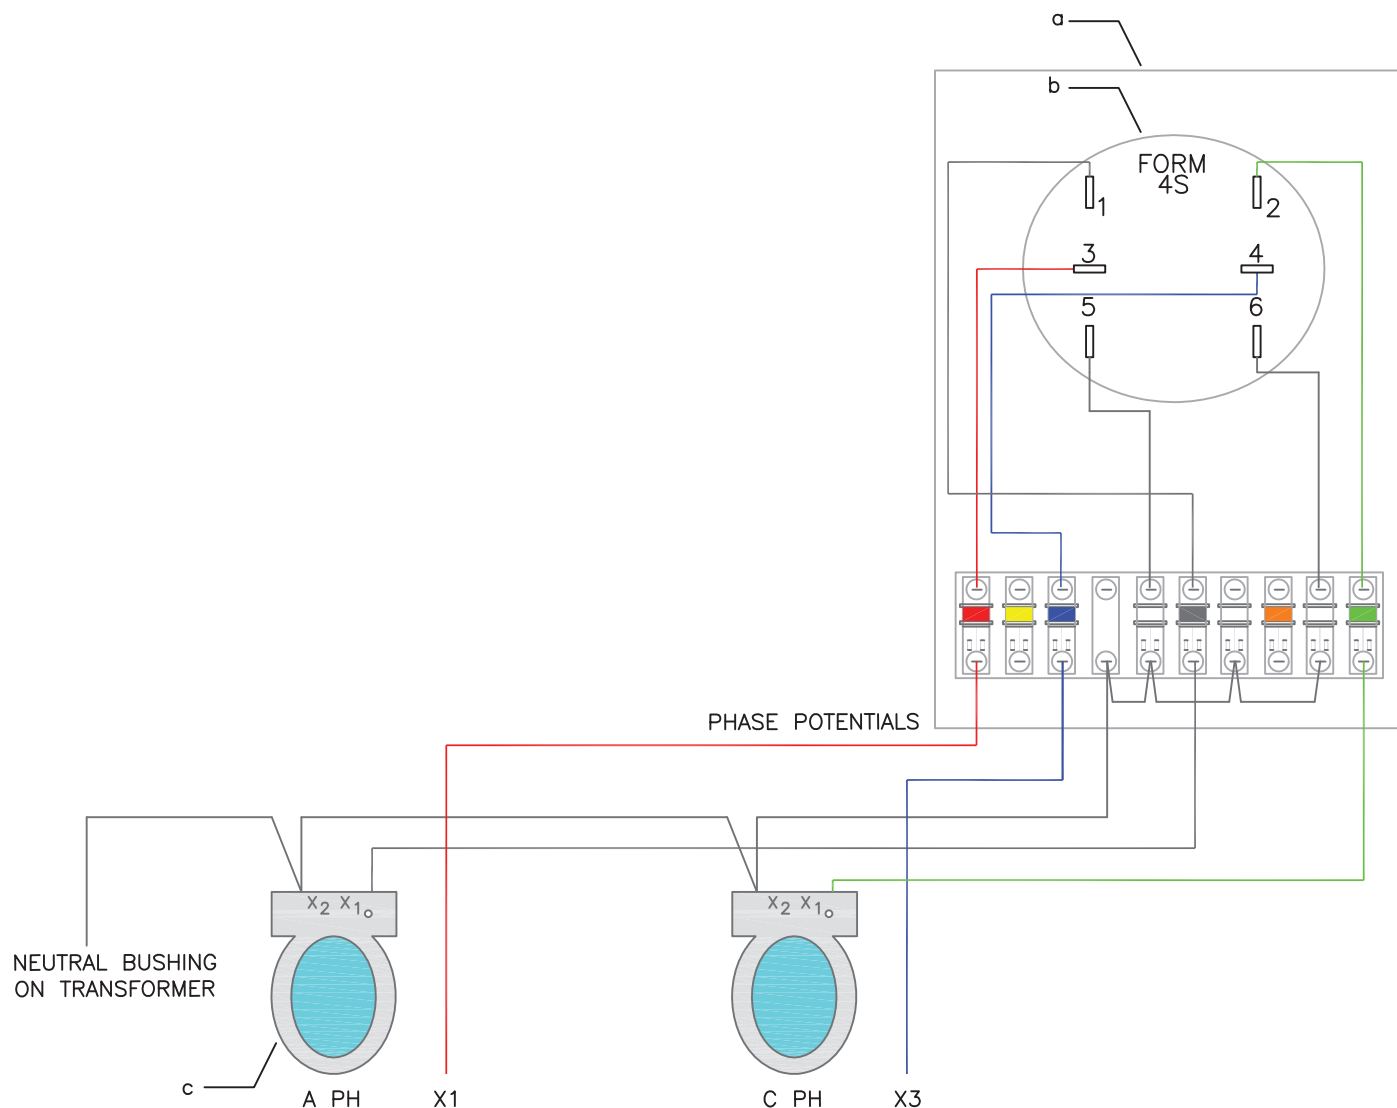 a
b
FORM
4S
1
2
3
4
5
6
PHASE POTENTIALS
X2 X1
X2 X1
NEUTRAL BUSHING
ON TRANSFORMER
c
A PH
X1
C PH
X3